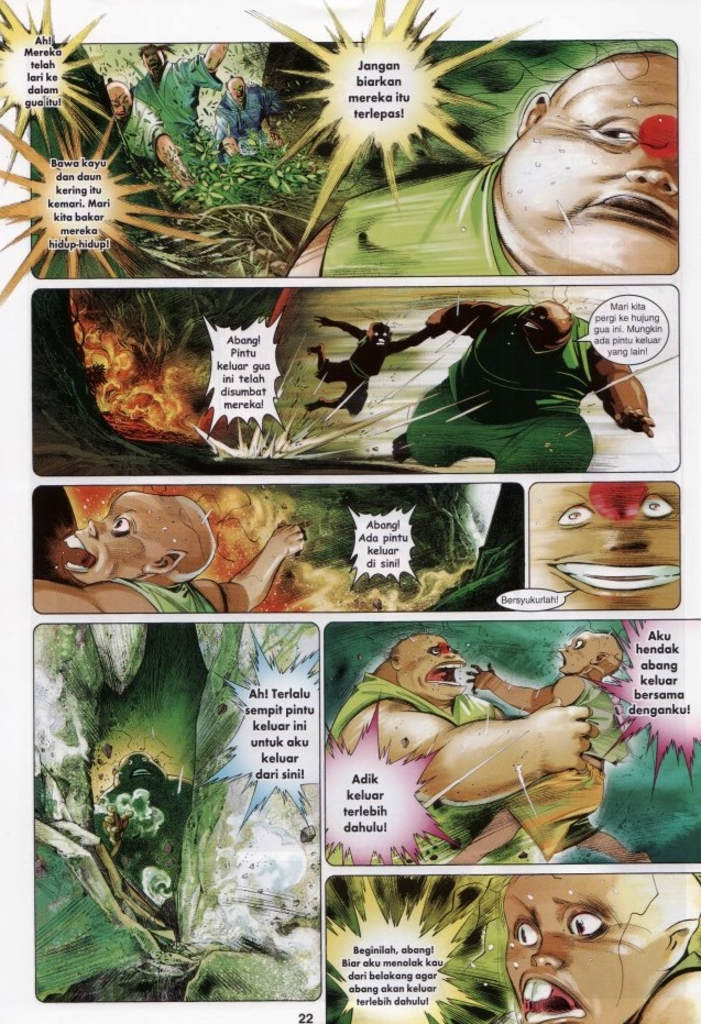 Ah!
Mereka
telah
lari ke
dalam
gua itu!
Jangan
biarkan
mereka itu
terlepas!
Bawa kayu
dan daun
kering itu
kemari. Mari
kita bakar
mereka
hidup-hidup!
Abang!
Pintu
keluar gua
ini telah
disumbat
mereka!
Mari kita
pergi ke hujung
gua ini. Mungkin
ada pintu keluar
yang lain!
Abang!
Ada pintu
keluar
di sini!
Bersyukurlah!
Ah! Terlalu
sempit pintu
keluar ini
untuk aku
keluar
dari sini!
Aku
hendak
abang
keluar
bersama
denganku!
Adik
keluar
terlebih
dahulu!
Beginilah, abang!
Biar aku menolak kau
dari belakang agar
abang akan keluar
terlebih dahulu!
22